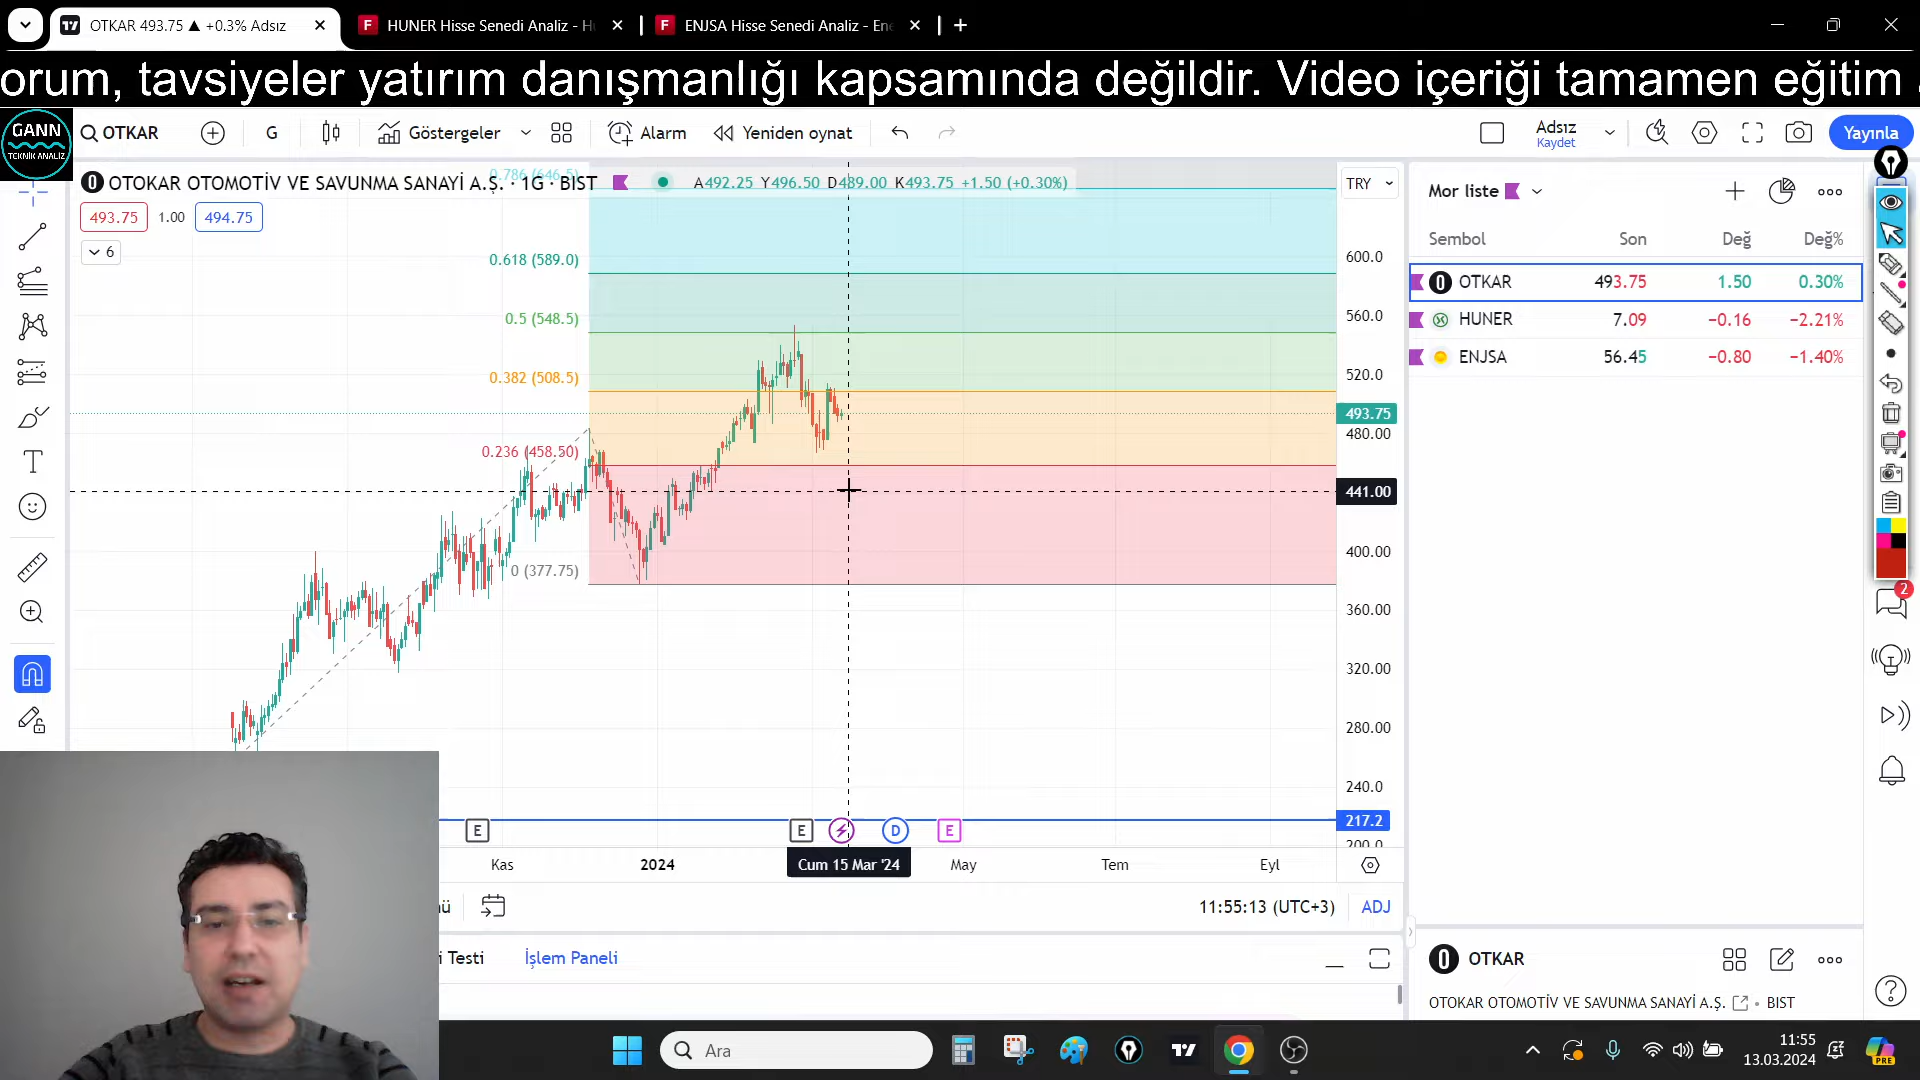 OTKAR 493.75 ▲ +0.3% Adsız
HUNER Hisse Senedi Analiz - H
ENJSA Hisse Senedi Analiz - En
orum, tavsiyeler yatırım danışmanlığı kapsamında değildir. Video içeriği tamamen eğitim
GANN
TEKNİK ANALİZ
OTKAR
G
Göstergeler
Alarm
Yeniden oynat
Adsız
Kaydet
Yayınla
OTOKAR OTOMOTİV VE SAVUNMA SANAYİ A.Ş. · 1G · BIST
A492.25 Y496.50 D489.00 K493.75 +1.50 (+0.30%)
TRY
493.75 1.00 494.75
6
0.618 (589.0)
0.5 (548.5)
0.382 (508.5)
0.236 (458.50)
0 (377.75)
600.0
560.0
520.0
493.75
480.00
441.00
400.00
360.00
320.00
280.00
240.0
217.2
200.0
E
E
D
E
Kas
2024
Cum 15 Mar '24
May
Tem
Eyl
11:55:13 (UTC+3)
ADJ
i Testi
İşlem Paneli
Mor liste
Sembol Son Değ Değ%
OTKAR 493.75 1.50 0.30%
HUNER 7.09 −0.16 −2.21%
ENJSA 56.45 −0.80 −1.40%
2
OTKAR
OTOKAR OTOMOTİV VE SAVUNMA SANAYİ A.Ş. • BIST
Ara
11:55
13.03.2024
PRE